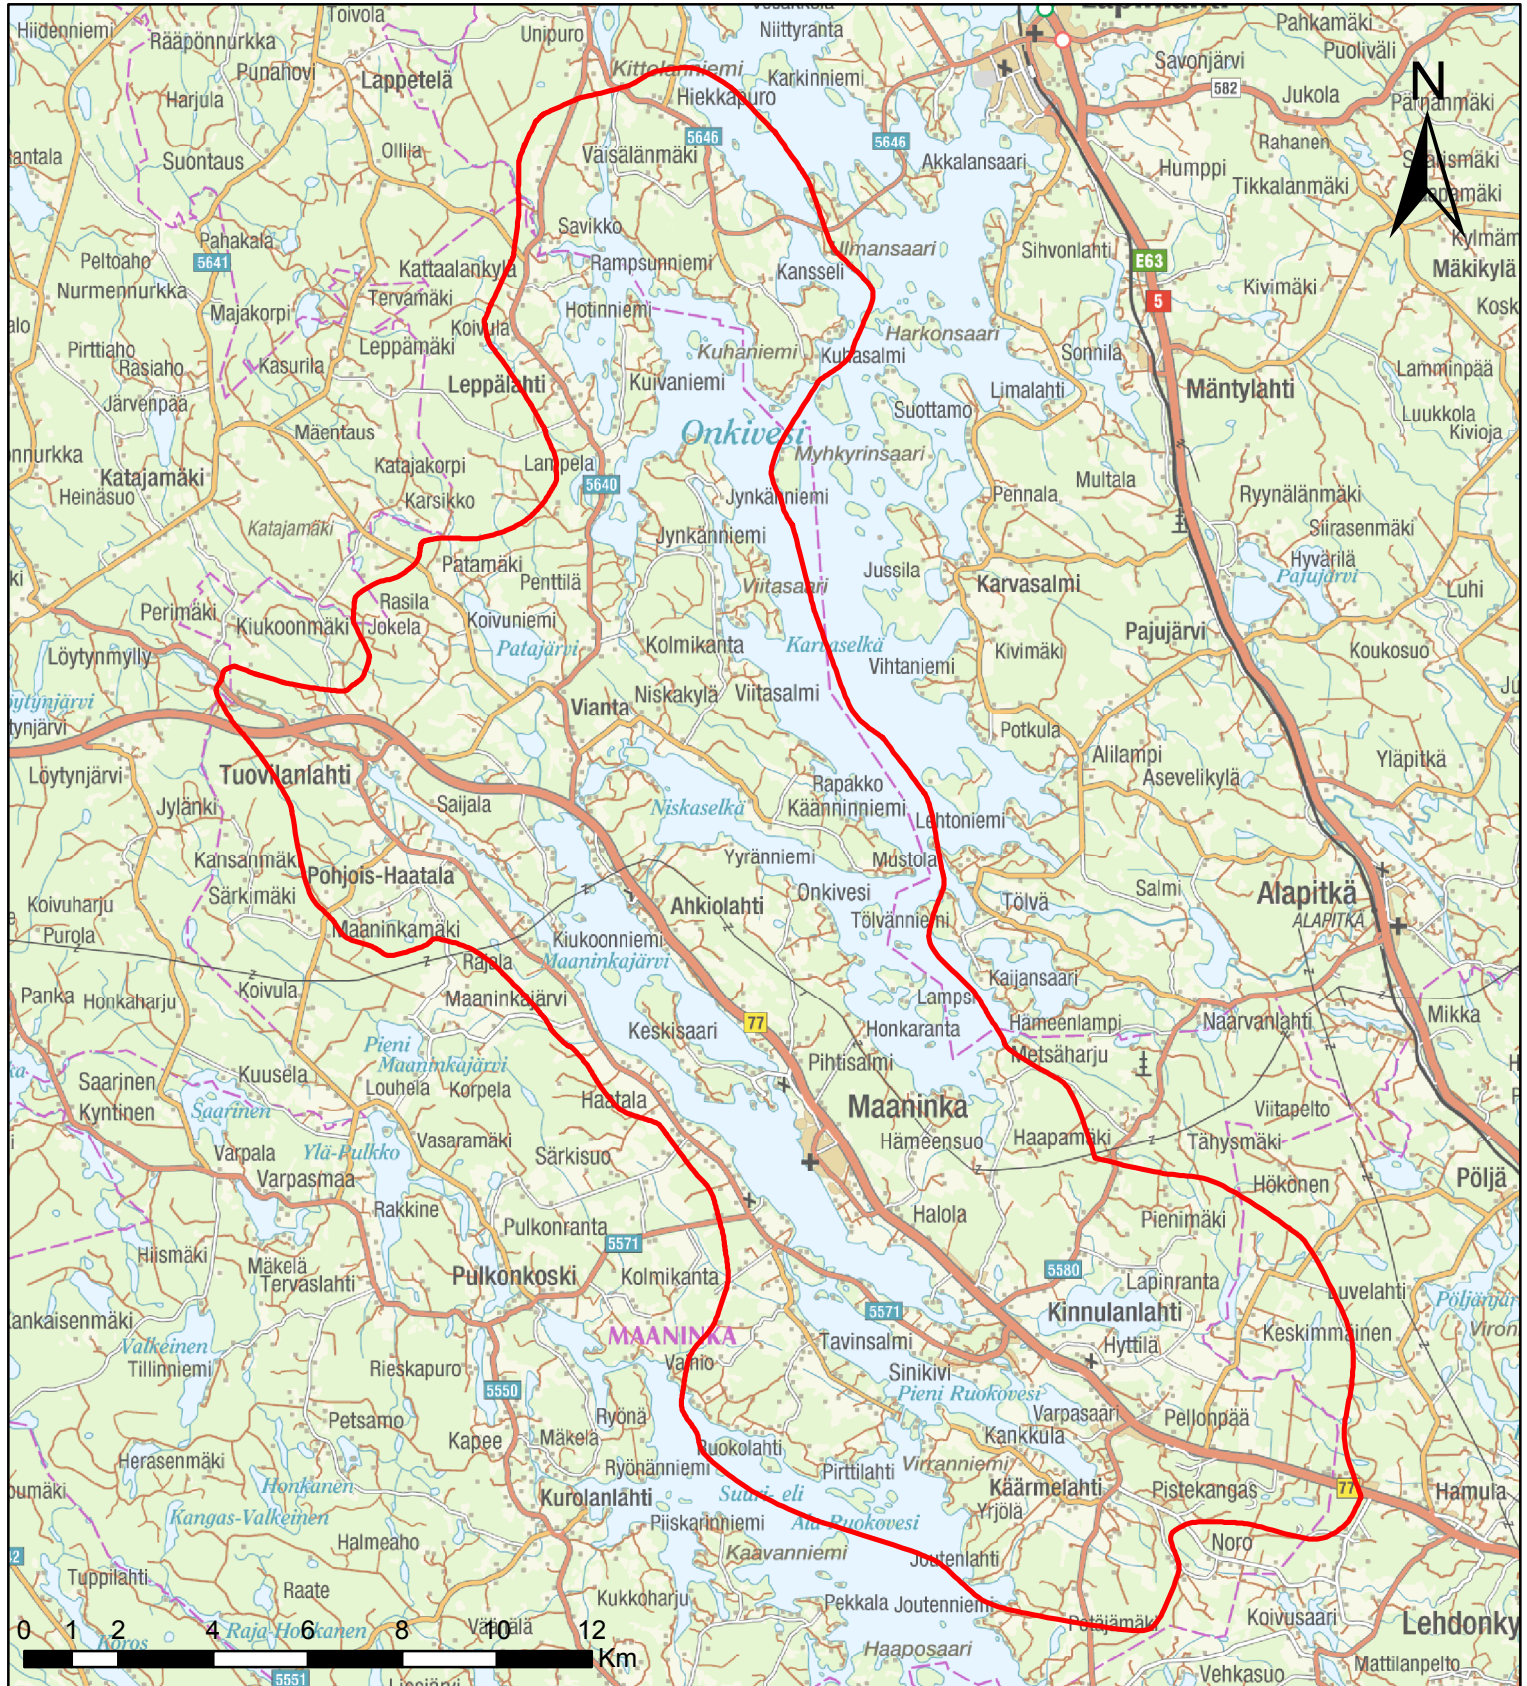 Toivola
Hiidenniemi
Rääpönnurkka
Unipuro
Niittyranta
Pahkamäki
Puoliväli
Punahovi
Lappetelä
Kittolanniemi
Karkinniemi
Savonjärvi
N
Harjula
Hiekkapuro
582
Jukola
Suontaus
Ollila
Väisälänmäki
5646
5646
Akkalansaari
Humppi
Rahanen
Tikkalanmäki
Pahakala
Savikko
Ulmansaari
Sihvonlahti
Peltoaho
5641
Kattaalankylä
Rampsunniemi
Kansseli
E63
Mäkikylä
Nurmennurkka
Tervamäki
Hotinniemi
5
Kivimäki
Majakorpi
Koivula
Harkonsaari
Pirttiaho
Leppämäki
Kuhaniemi
Kuhasalmi
Sonnila
Rasiaho
Kasurila
Leppälahti
Kuivaniemi
Limalahti
Mäntylahti
Lamminpää
Järvenpää
Suottamo
Luukkola
Mäentaus
Onkivesi
Kivioja
Katajamäki
Katajakorpi
Lampela
Myhkyrinsaari
Heinäsuo
Karsikko
5640
Jynkänniemi
Pennala
Multala
Ryynälänmäki
Katajamäki
Jynkänniemi
Siirasenmäki
Patamäki
Penttilä
Viitasaari
Jussila
Karvasalmi
Hyvärilä
Pajujärvi
Luhi
Perimäki
Rasila
Kiukoonmäki
Jokela
Koivuniemi
Pajujärvi
Löytynmylly
Patajärvi
Kolmikanta
Karvaselkä
Vihtaniemi
Kivimäki
Koukosuo
Vianta
Niskakylä
Viitasalmi
Potkula
Alilampi
Yläpitkä
Löytynjärvi
Tuovilanlahti
Saijala
Rapakko
Asevelikylä
Jylänki
Niskaselkä
Käänninniemi
Lehtoniemi
Kansanmäki
Pohjois-Haatala
Yyränniemi
Mustola
Särkimäki
Ahkiolahti
Onkivesi
Tölvä
Salmi
Alapitkä
Koivuharju
Tölvänniemi
ALAPITKÄ
Purola
Maaninkamäki
Kiukoonniemi
Rajala
Maaninkajärvi
Kaijansaari
Panka
Honkaharju
Koivula
Maaninkajärvi
Lampsi
Mikka
77
Keskisaari
Honkaranta
Hämeenlampi
Naarvanlahti
Pieni
Maaninkajärvi
Pihtisalmi
Metsäharju
Saarinen
Kuusela
Louhela
Korpela
Haatala
Maaninka
Viitapelto
Kyntinen
Saarinen
Hämeensuo
Haapamäki
Tähysmäki
Varpala
Ylä-Pulkko
Vasaramäki
Särkisuo
Pöljä
Varpasmaa
Hökönen
Rakkine
Pulkonranta
Halola
Pienimäki
Hiismäki
5571
Mäkelä
Tervaslahti
Pulkonkoski
Kolmikanta
5580
Lapinranta
Luvelahti
5571
Kinnulanlahti
MAANINKA
Tavinsalmi
Keskimmäinen
Valkeinen
Tillinniemi
Rieskapuro
Vainio
Sinikivi
Hyttilä
5550
Pieni Ruokovesi
Petsamo
Ryönä
Varpasaari
Pellonpää
Kapee
Mäkelä
Kankkula
Herasenmäki
Ruokolahti
Ryönänniemi
Pirttilahti
Virranniemi
Honkanen
Kurolanlahti
Suuri- eli
Käärmelahti
Pistekangas
77
Hamula
Kangas-Valkeinen
Piiskarinniemi
Ala-Ruokovesi
Yrjölä
Halmeaho
Kaavanniemi
Joutenlahti
Noro
Tuppilahti
Raate
Kukkoharju
Pekkala
Joutenniemi
Koivusaari
0 1 2 4 6 8 10 12
Km
Raja-Honkanen
Koros
Petäjämäki
Haaposaari
Mattilanpelto
5551
Vehkasuo